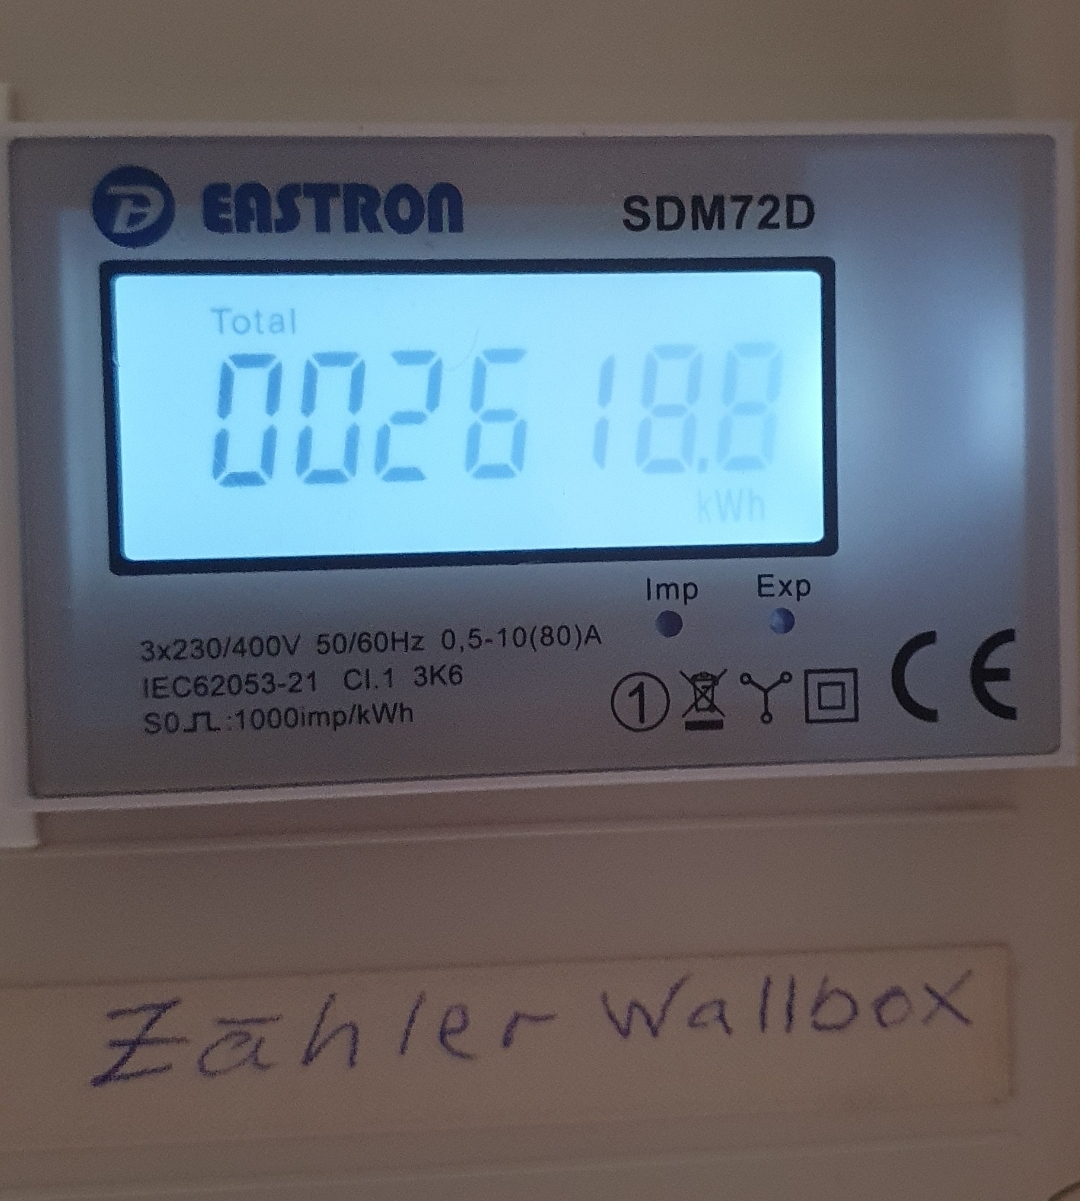 EASTRON SDM72D
Total
002618.8
kWh
Imp Exp
3x230/400V 50/60Hz 0,5-10(80)A
IEC62053-21 Cl.1 3K6
S0⎍:1000imp/kWh
1
CE
Zähler Wallbox